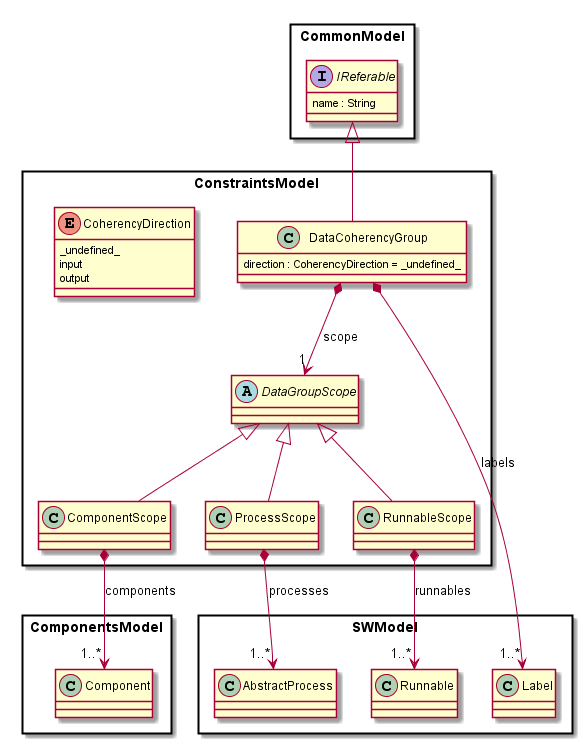 CommonModel
I IReferable
name : String
ConstraintsModel
E CoherencyDirection
_undefined_
input
output
C DataCoherencyGroup
direction : CoherencyDirection = _undefined_
scope
1
A DataGroupScope
labels
C ComponentScope
C ProcessScope
C RunnableScope
components
processes
runnables
ComponentsModel
SWModel
1..*
1..*
1..*
1..*
C Component
C AbstractProcess
C Runnable
C Label